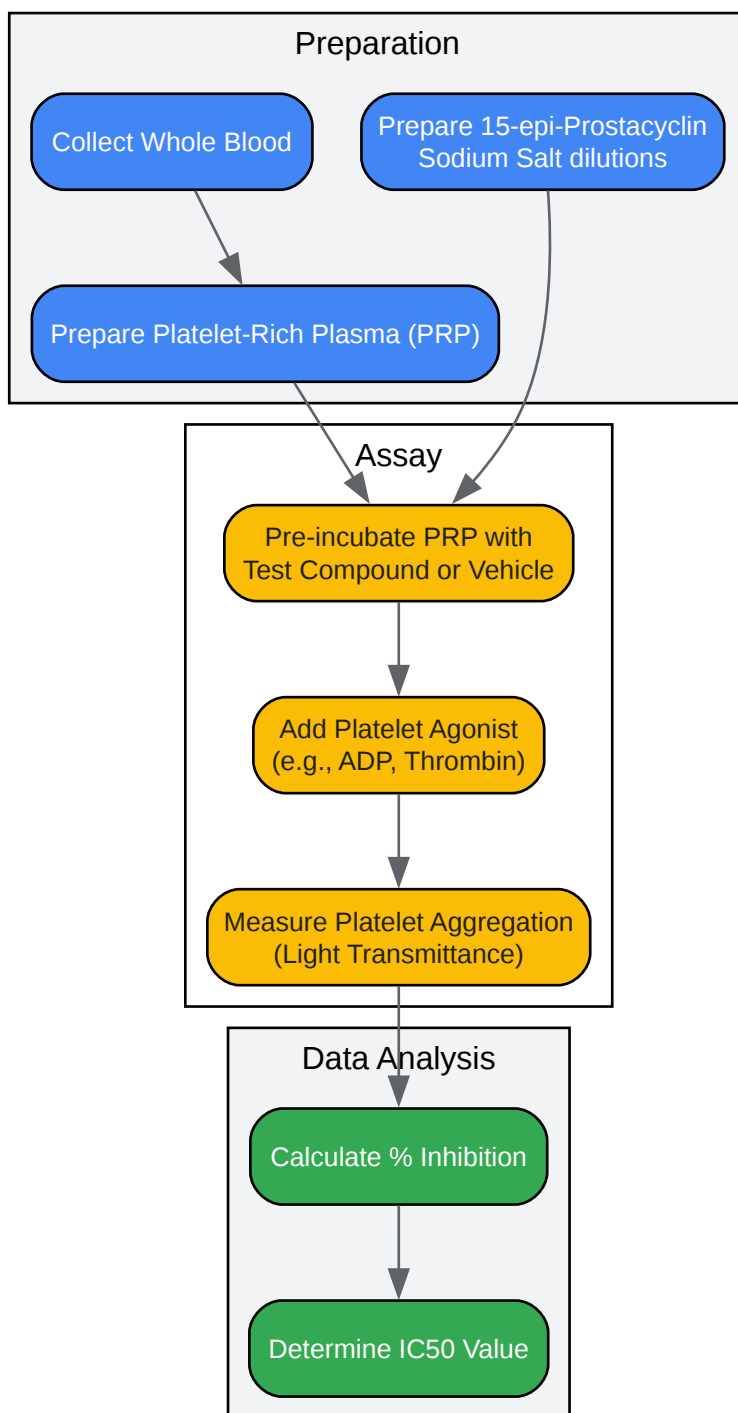 Preparation
Collect Whole Blood
Prepare 15-epi-Prostacyclin
Sodium Salt dilutions
Prepare Platelet-Rich Plasma (PRP)
Assay
Pre-incubate PRP with
Test Compound or Vehicle
Add Platelet Agonist
(e.g., ADP, Thrombin)
Measure Platelet Aggregation
(Light Transmittance)
Data Analysis
Calculate % Inhibition
Determine IC50 Value